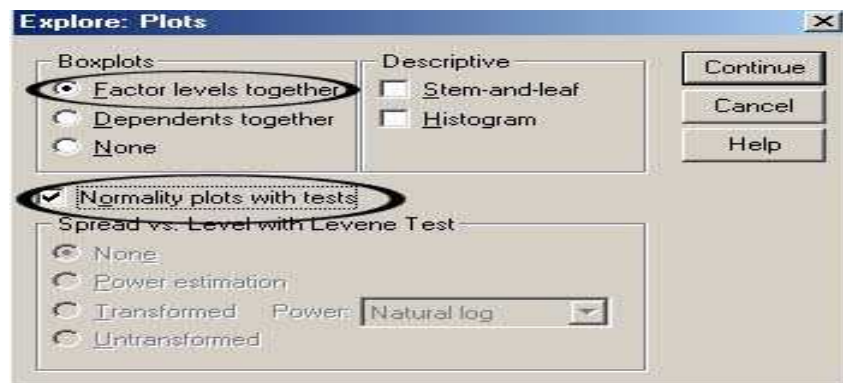 Explore: Plots
Boxplots
Factor levels together
Dependents together
None
Descriptive
Stem-and-leaf
Histogram
Continue
Cancel
Help
Normality plots with tests
Spread vs. Level with Levene Test
None
Power estimation
Transformed Power: Natural log
Untransformed